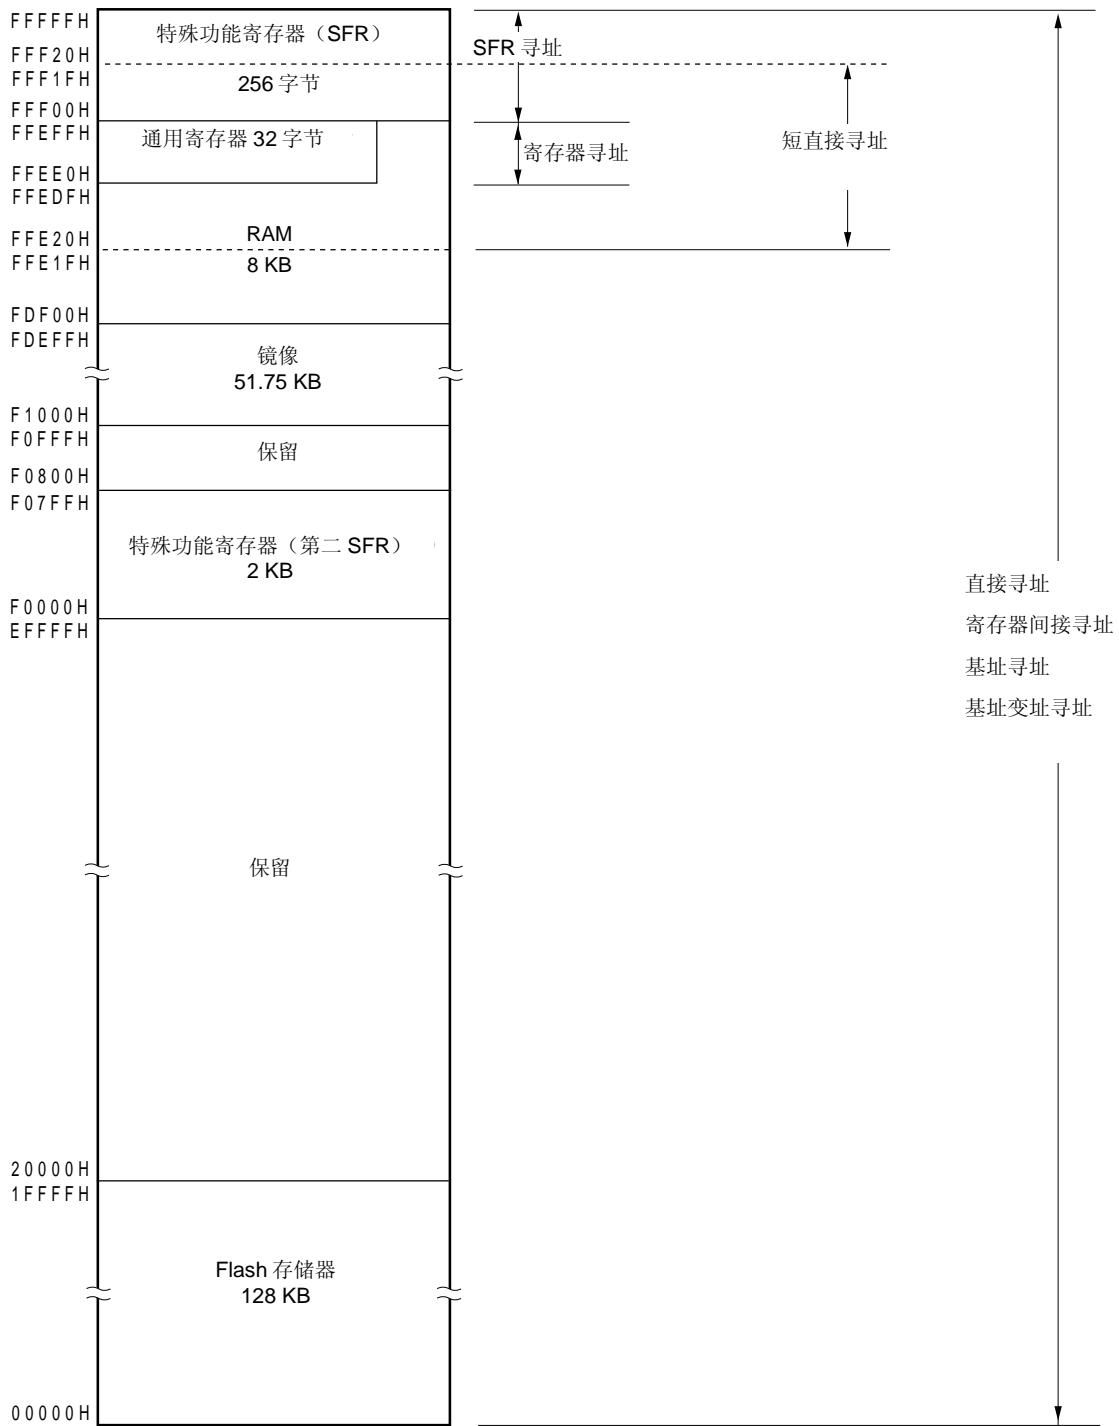 FFFFFH
特殊功能寄存器（SFR）
SFR 寻址
FFF20H
FFF1FH
256 字节
FFF00H
FFEFFH
通用寄存器 32 字节
寄存器寻址
短直接寻址
FFEE0H
FFEDFH
RAM
FFE20H
FFE1FH
8 KB
FDF00H
FDEFFH
镜像
51.75 KB
F1000H
F0FFFH
保留
F0800H
F07FFH
特殊功能寄存器（第二 SFR）
2 KB
F0000H
EFFFFH
直接寻址
寄存器间接寻址
基址寻址
基址变址寻址
保留
20000H
1FFFFH
Flash 存储器
128 KB
00000H